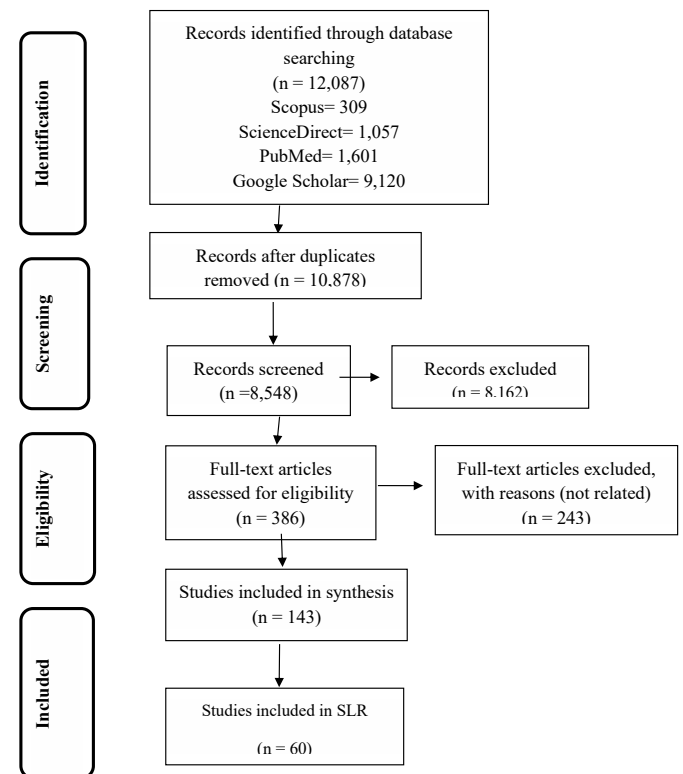 Identification
Records identified through database
searching
(n = 12,087)
Scopus= 309
ScienceDirect= 1,057
PubMed= 1,601
Google Scholar= 9,120
Records after duplicates
removed (n = 10,878)
Screening
Records screened
(n =8,548)
Records excluded
(n = 8,162)
Eligibility
Full-text articles
assessed for eligibility
(n = 386)
Full-text articles excluded,
with reasons (not related)
(n = 243)
Studies included in synthesis
(n = 143)
Included
Studies included in SLR
(n = 60)